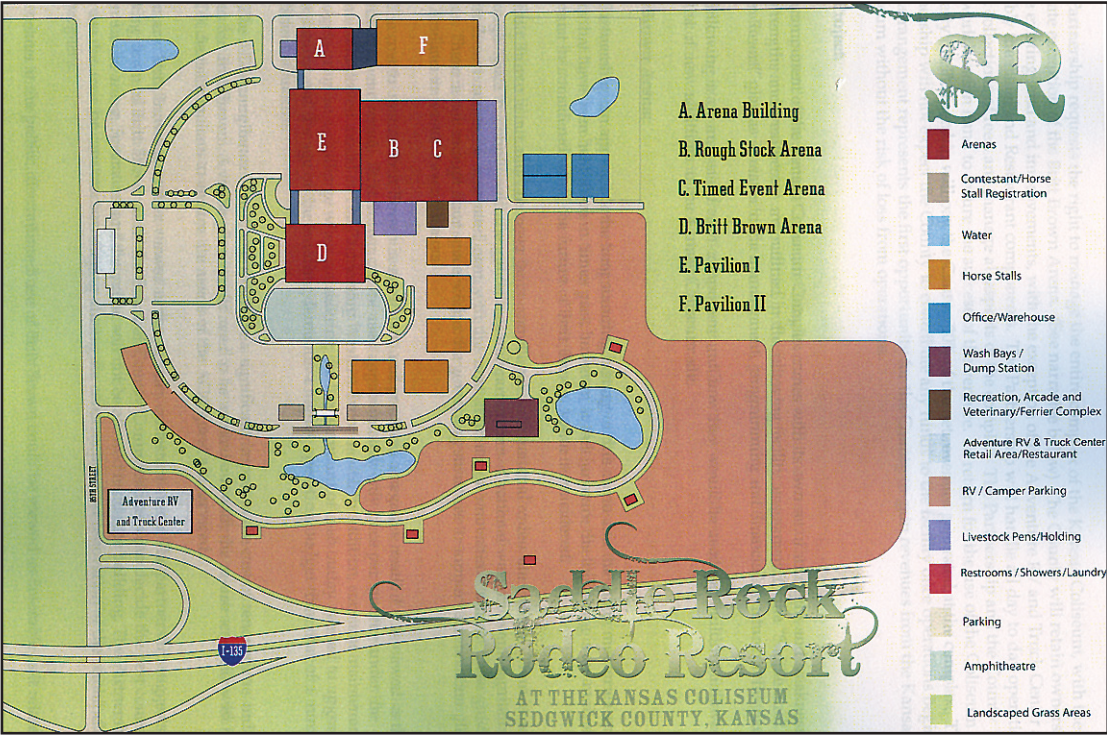 A
F
E
B
C
D
A. Arena Building
B. Rough Stock Arena
C. Timed Event Arena
D. Britt Brown Arena
E. Pavilion I
F. Pavilion II
SR
Arenas
Contestant/Horse
Stall Registration
Water
Horse Stalls
Office/Warehouse
Wash Bays /
Dump Station
Recreation, Arcade and
Veterinary/Ferrier Complex
Adventure RV & Truck Center
Retail Area/Restaurant
RV / Camper Parking
Livestock Pens/Holding
Restrooms / Showers / Laundry
Parking
Amphitheatre
Landscaped Grass Areas
85TH STREET
Adventure RV
and Truck Center
I-135
Saddle Rock
Rodeo Resort
AT THE KANSAS COLISEUM
SEDGWICK COUNTY, KANSAS